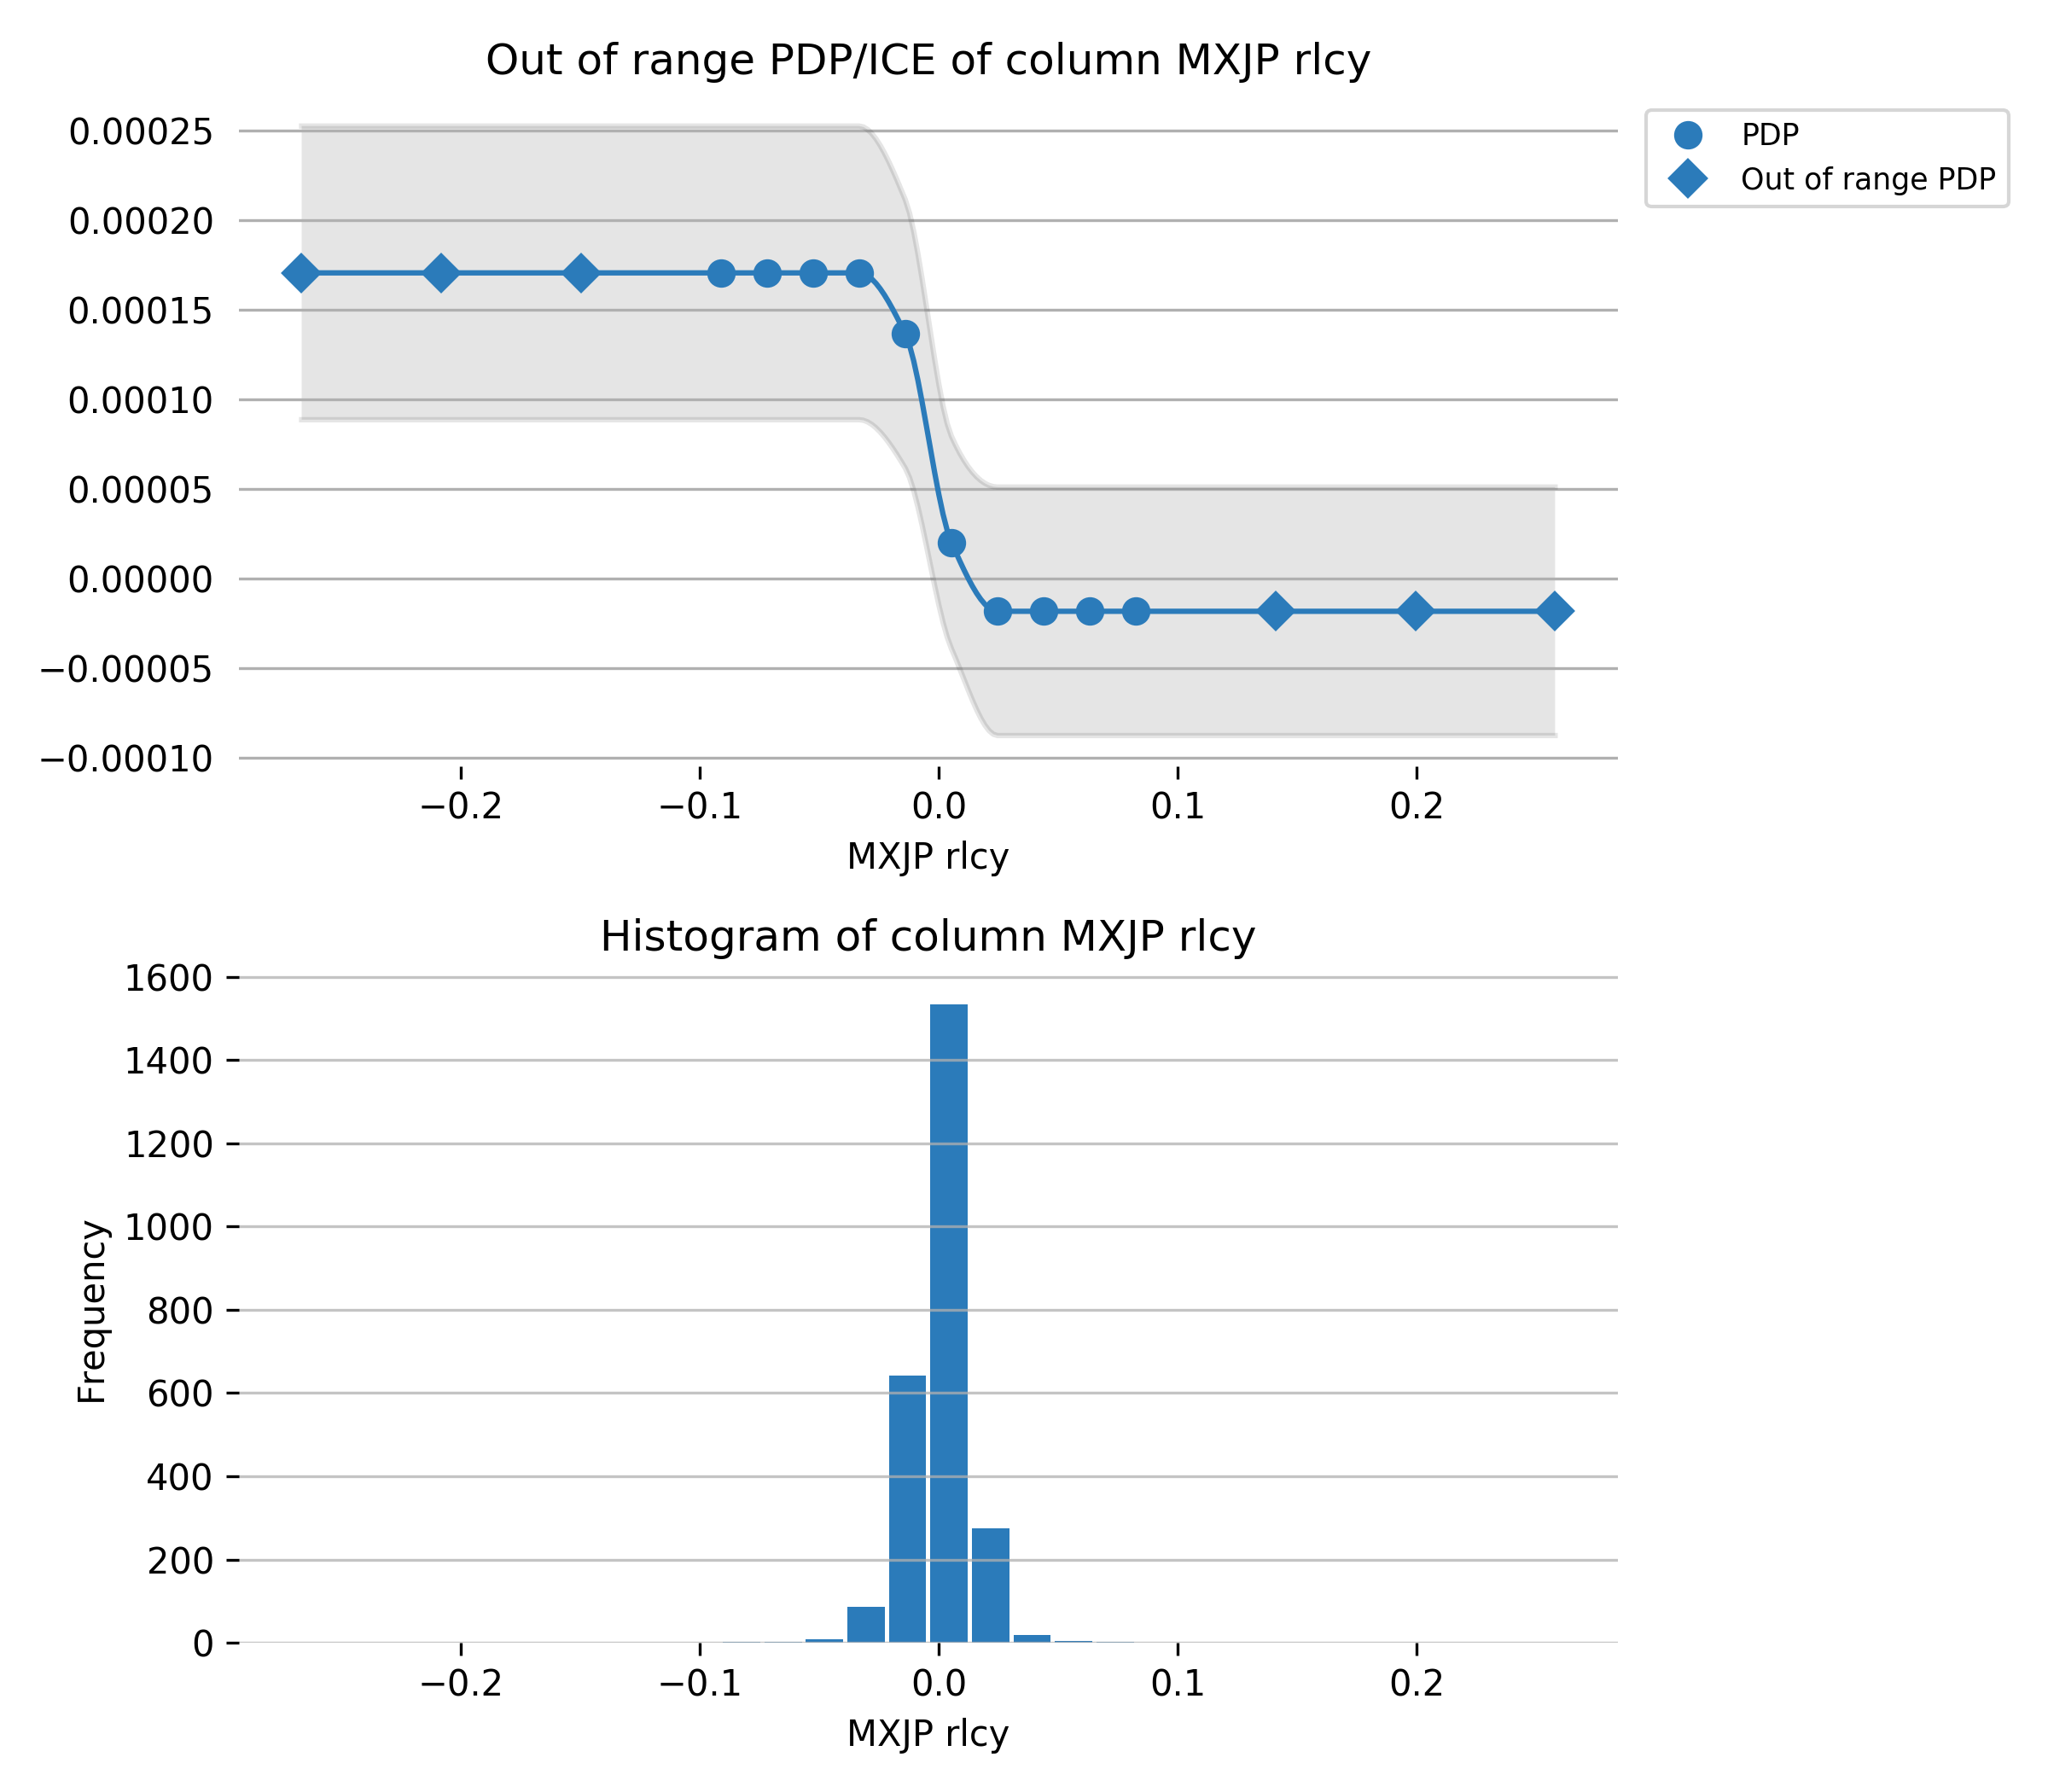 Out of range PDP/ICE of column MXJP rlcy
PDP
Out of range PDP
0.00025
0.00020
0.00015
0.00010
0.00005
0.00000
−0.00005
−0.00010
−0.2 −0.1 0.0 0.1 0.2
MXJP rlcy
Histogram of column MXJP rlcy
1600
1400
1200
1000
800
600
400
200
0
Frequency
−0.2 −0.1 0.0 0.1 0.2
MXJP rlcy